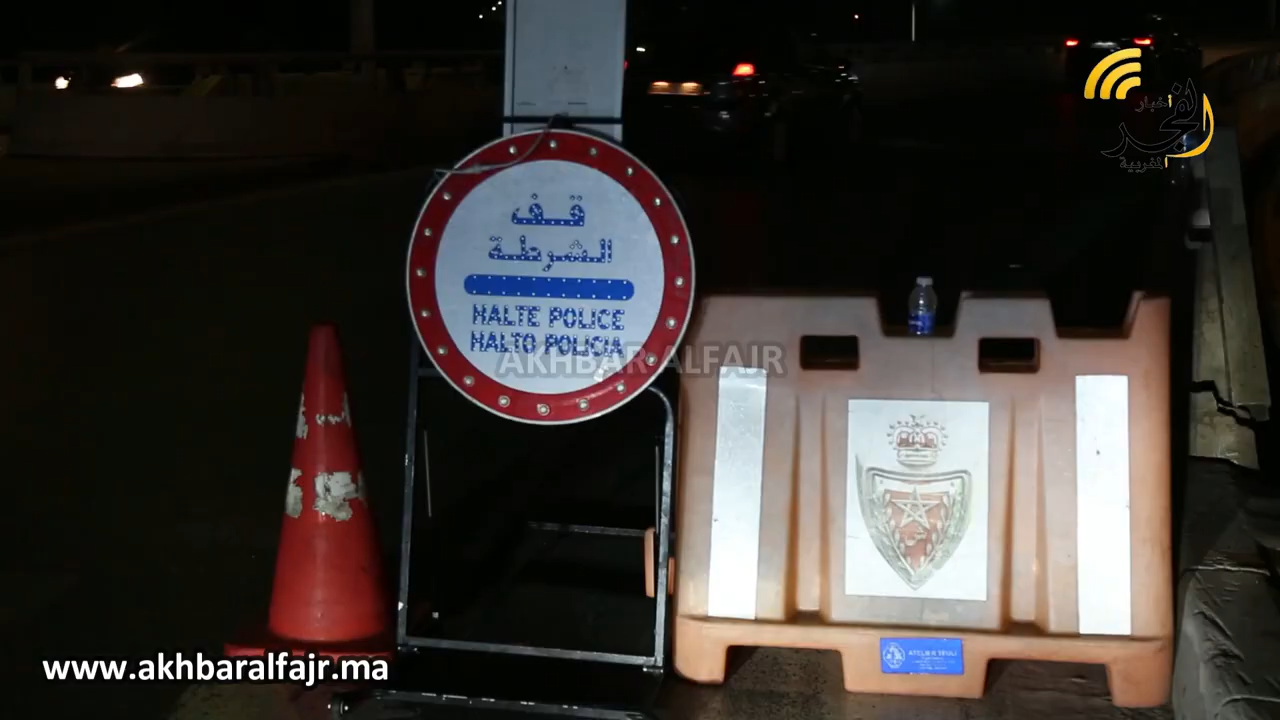 أخبار
الفجر
المغربية
قف
الشرطة
HALTE POLICE
HALTO POLICIA
AKHBAR ALFAJR
www.akhbaralfajr.ma